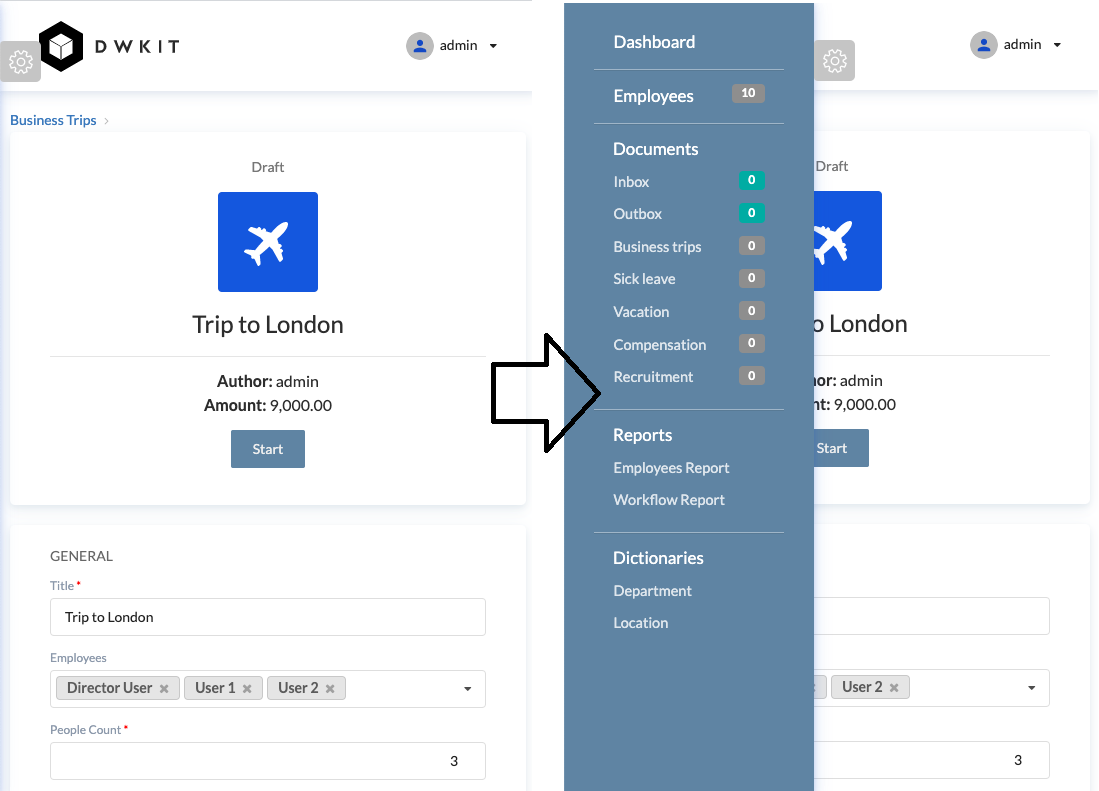 DWKIT
admin
Business Trips
Draft
Trip to London
Author: admin
Amount: 9,000.00
Start
GENERAL
Title *
Trip to London
Employees
Director User
User 1
User 2
People Count *
3
Dashboard
Employees 10
Documents
Inbox 0
Outbox 0
Business trips 0
Sick leave 0
Vacation 0
Compensation 0
Recruitment 0
Reports
Employees Report
Workflow Report
Dictionaries
Department
Location
admin
Draft
o London
or: admin
nt: 9,000.00
Start
User 2
3